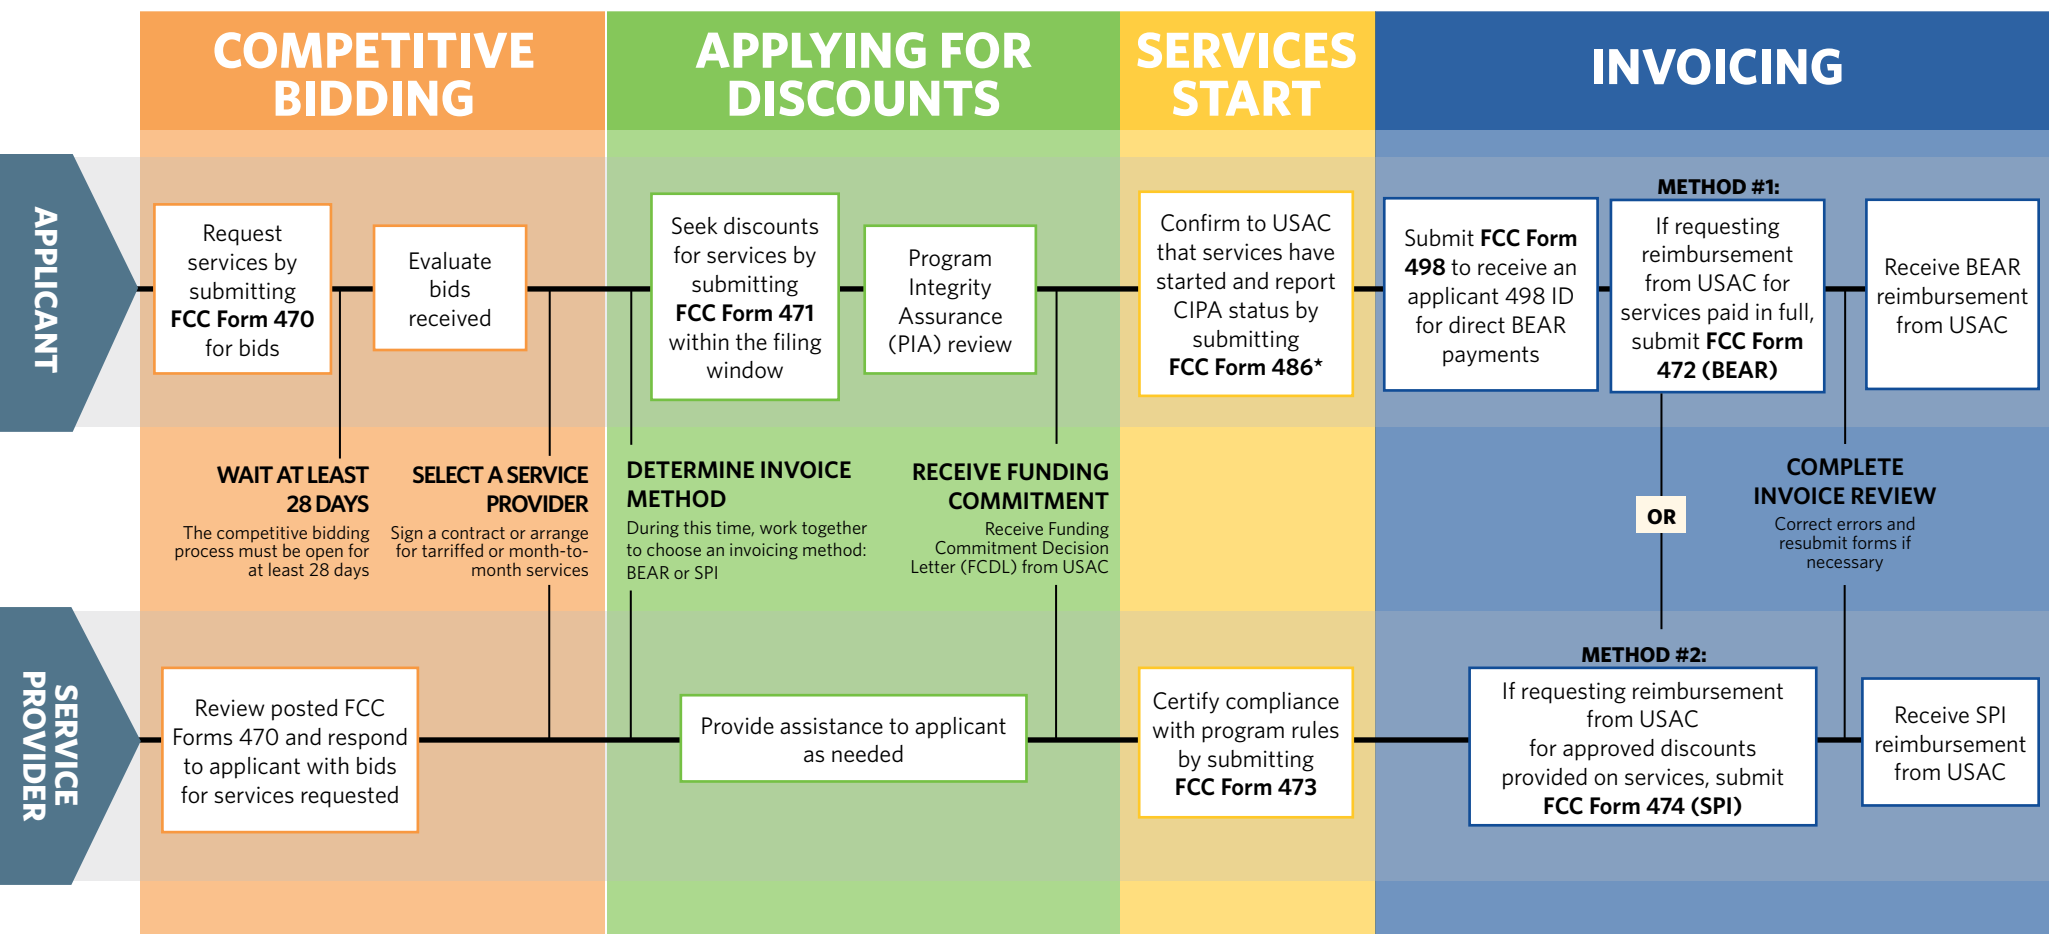 COMPETITIVE
BIDDING
APPLYING FOR
DISCOUNTS
SERVICES
START
INVOICING
APPLICANT
Request
services by
submitting
FCC Form 470
for bids
Evaluate
bids
received
Seek discounts
for services by
submitting
FCC Form 471
within the filing
window
Program
Integrity
Assurance
(PIA) review
Confirm to USAC
that services have
started and report
CIPA status by
submitting
FCC Form 486*
Submit FCC Form
498 to receive an
applicant 498 ID
for direct BEAR
payments
METHOD #1:
If requesting
reimbursement
from USAC for
services paid in full,
submit FCC Form
472 (BEAR)
Receive BEAR
reimbursement
from USAC
WAIT AT LEAST
28 DAYS
The competitive bidding
process must be open for
at least 28 days
SELECT A SERVICE
PROVIDER
Sign a contract or arrange
for tarriffed or month-to-
month services
DETERMINE INVOICE
METHOD
During this time, work together
to choose an invoicing method:
BEAR or SPI
RECEIVE FUNDING
COMMITMENT
Receive Funding
Commitment Decision
Letter (FCDL) from USAC
OR
COMPLETE
INVOICE REVIEW
Correct errors and
resubmit forms if
necessary
SERVICE
PROVIDER
Review posted FCC
Forms 470 and respond
to applicant with bids
for services requested
Provide assistance to applicant
as needed
Certify compliance
with program rules
by submitting
FCC Form 473
METHOD #2:
If requesting reimbursement
from USAC
for approved discounts
provided on services, submit
FCC Form 474 (SPI)
Receive SPI
reimbursement
from USAC